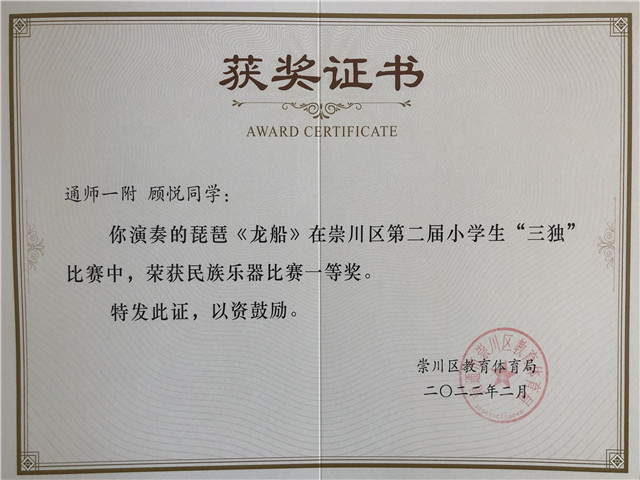 获奖证书
AWARD CERTIFICATE
通师一附 顾悦同学：
你演奏的琵琶《龙船》在崇川区第二届小学生“三独”
比赛中，荣获民族乐器比赛一等奖。
特发此证，以资鼓励。
崇川区教育体育局
二〇二二年二月